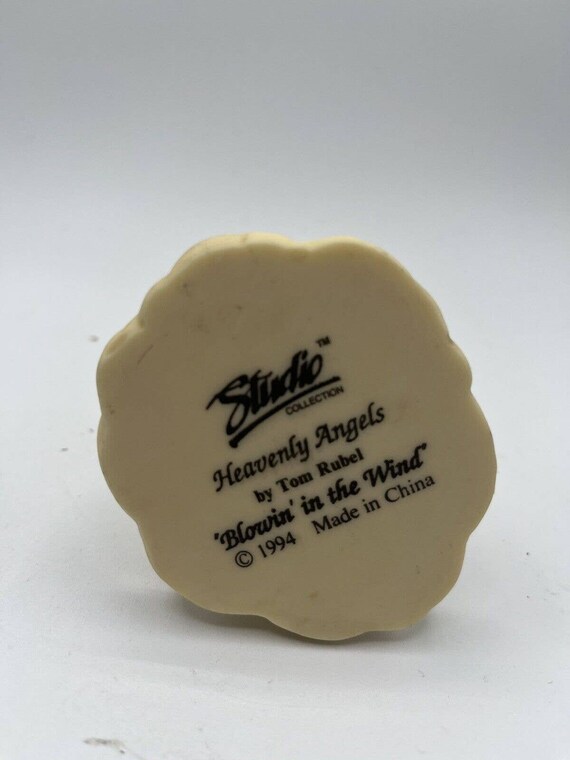 Studio™
COLLECTION
Heavenly Angels
by Tom Rubel
'Blowin' in the Wind'
© 1994 Made in China